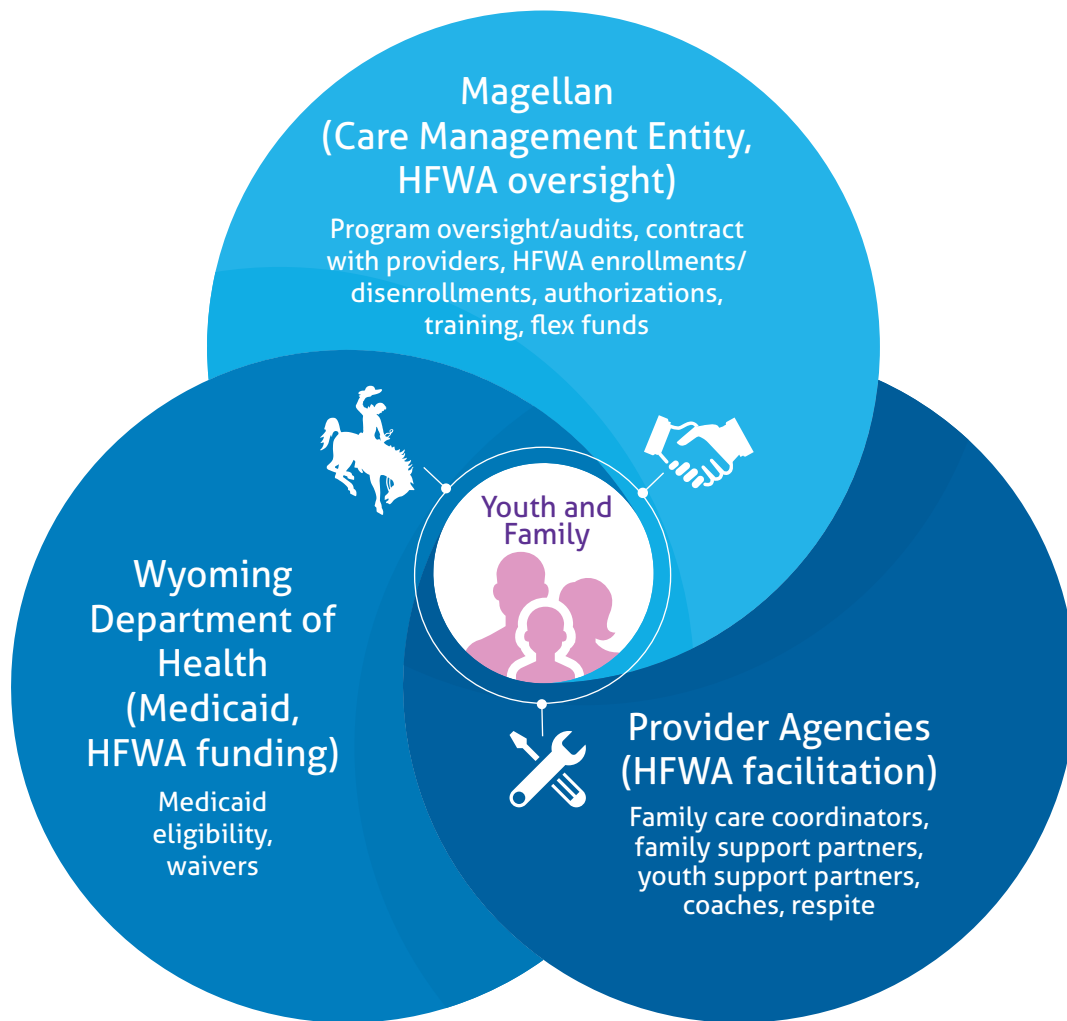 Magellan
(Care Management Entity,
HFWA oversight)
Program oversight/audits, contract
with providers, HFWA enrollments/
disenrollments, authorizations,
training, flex funds
Youth and
Family
Wyoming
Department of
Health
(Medicaid,
HFWA funding)
Medicaid
eligibility,
waivers
Provider Agencies
(HFWA facilitation)
Family care coordinators,
family support partners,
youth support partners,
coaches, respite